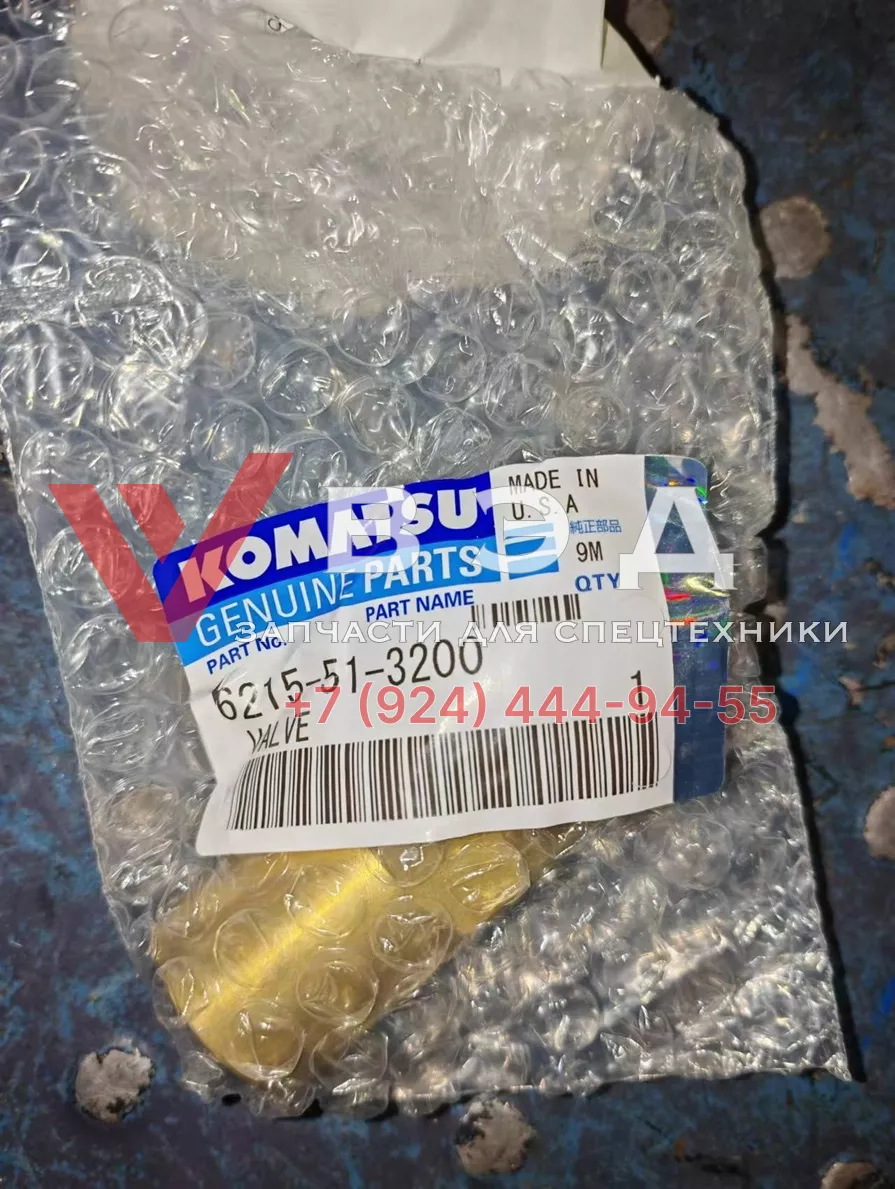 KOMATSU
MADE IN
U.S.A
純正部品
GENUINE PARTS
9M
QTY
PART NO.
PART NAME
6215-51-3200
1
VALVE
ВЭД
ЗАПЧАСТИ ДЛЯ СПЕЦТЕХНИКИ
+7 (924) 444-94-55